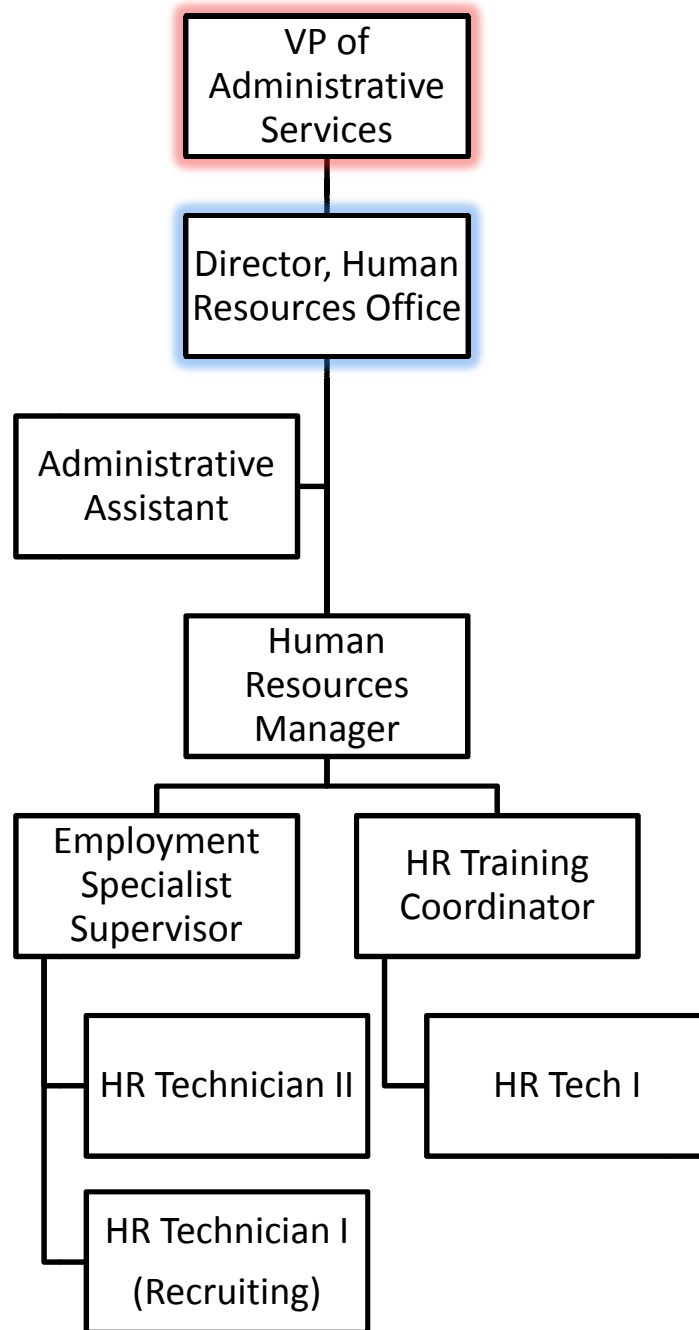 VP of
Administrative
Services
Director, Human
Resources Office
Administrative
Assistant
Human
Resources
Manager
Employment
Specialist
Supervisor
HR Training
Coordinator
HR Technician II
HR Tech I
HR Technician I
(Recruiting)